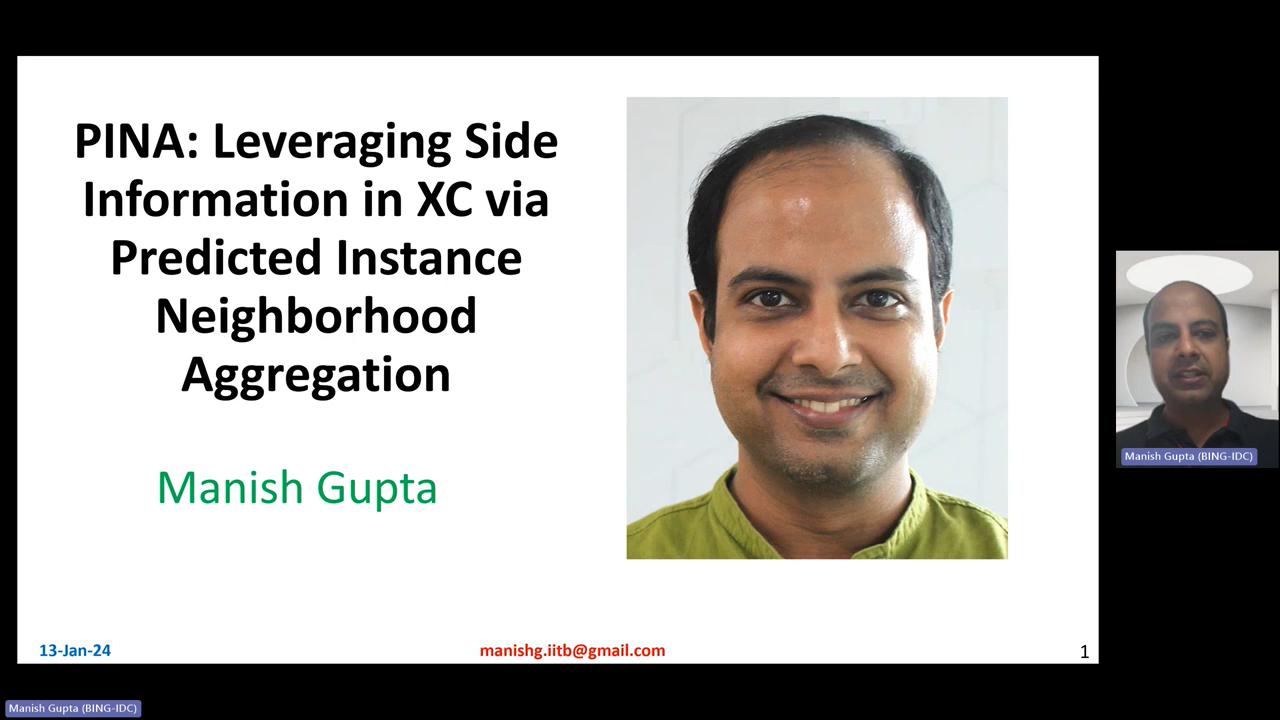 PINA: Leveraging Side
Information in XC via
Predicted Instance
Neighborhood
Aggregation
Manish Gupta
13-Jan-24
manishg.iitb@gmail.com
1
Manish Gupta (BING-IDC)
Manish Gupta (BING-IDC)